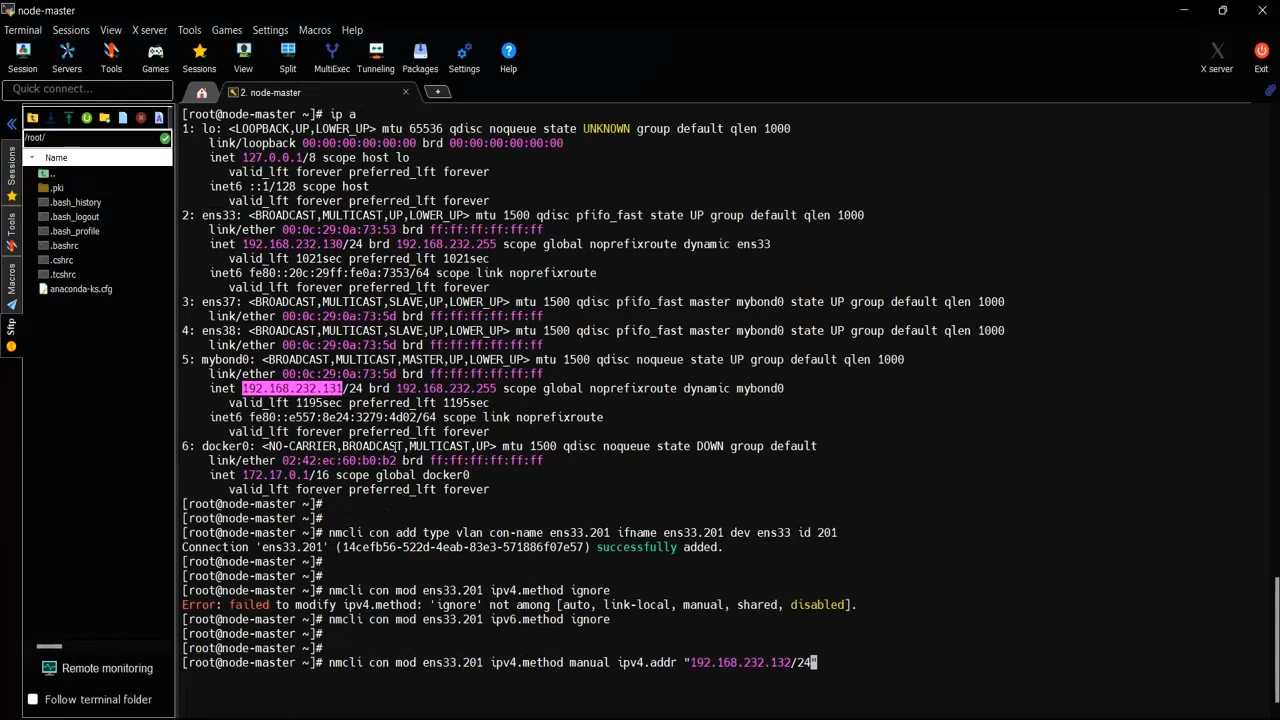 node-master
Terminal Sessions View X server Tools Games Settings Macros Help
Session Servers Tools Games Sessions View Split MultiExec Tunneling Packages Settings Help X server Exit
Quick connect...
2. node-master
/root/
Name
..
.pki
.bash_history
.bash_logout
.bash_profile
.bashrc
.cshrc
.tcshrc
anaconda-ks.cfg
Sessions
Tools
Macros
Sftp
Remote monitoring
Follow terminal folder
[root@node-master ~]# ip a
1: lo: <LOOPBACK,UP,LOWER_UP> mtu 65536 qdisc noqueue state UNKNOWN group default qlen 1000
link/loopback 00:00:00:00:00:00 brd 00:00:00:00:00:00
inet 127.0.0.1/8 scope host lo
valid_lft forever preferred_lft forever
inet6 ::1/128 scope host
valid_lft forever preferred_lft forever
2: ens33: <BROADCAST,MULTICAST,UP,LOWER_UP> mtu 1500 qdisc pfifo_fast state UP group default qlen 1000
link/ether 00:0c:29:0a:73:53 brd ff:ff:ff:ff:ff:ff
inet 192.168.232.130/24 brd 192.168.232.255 scope global noprefixroute dynamic ens33
valid_lft 1021sec preferred_lft 1021sec
inet6 fe80::20c:29ff:fe0a:7353/64 scope link noprefixroute
valid_lft forever preferred_lft forever
3: ens37: <BROADCAST,MULTICAST,SLAVE,UP,LOWER_UP> mtu 1500 qdisc pfifo_fast master mybond0 state UP group default qlen 1000
link/ether 00:0c:29:0a:73:5d brd ff:ff:ff:ff:ff:ff
4: ens38: <BROADCAST,MULTICAST,SLAVE,UP,LOWER_UP> mtu 1500 qdisc pfifo_fast master mybond0 state UP group default qlen 1000
link/ether 00:0c:29:0a:73:5d brd ff:ff:ff:ff:ff:ff
5: mybond0: <BROADCAST,MULTICAST,MASTER,UP,LOWER_UP> mtu 1500 qdisc noqueue state UP group default qlen 1000
link/ether 00:0c:29:0a:73:5d brd ff:ff:ff:ff:ff:ff
inet 192.168.232.131/24 brd 192.168.232.255 scope global noprefixroute dynamic mybond0
valid_lft 1195sec preferred_lft 1195sec
inet6 fe80::e557:8e24:3279:4d02/64 scope link noprefixroute
valid_lft forever preferred_lft forever
6: docker0: <NO-CARRIER,BROADCAST,MULTICAST,UP> mtu 1500 qdisc noqueue state DOWN group default
link/ether 02:42:ec:60:b0:b2 brd ff:ff:ff:ff:ff:ff
inet 172.17.0.1/16 scope global docker0
valid_lft forever preferred_lft forever
[root@node-master ~]#
[root@node-master ~]#
[root@node-master ~]# nmcli con add type vlan con-name ens33.201 ifname ens33.201 dev ens33 id 201
Connection 'ens33.201' (14cefb56-522d-4eab-83e3-571886f07e57) successfully added.
[root@node-master ~]#
[root@node-master ~]#
[root@node-master ~]# nmcli con mod ens33.201 ipv4.method ignore
Error: failed to modify ipv4.method: 'ignore' not among [auto, link-local, manual, shared, disabled].
[root@node-master ~]# nmcli con mod ens33.201 ipv6.method ignore
[root@node-master ~]#
[root@node-master ~]#
[root@node-master ~]# nmcli con mod ens33.201 ipv4.method manual ipv4.addr "192.168.232.132/24"